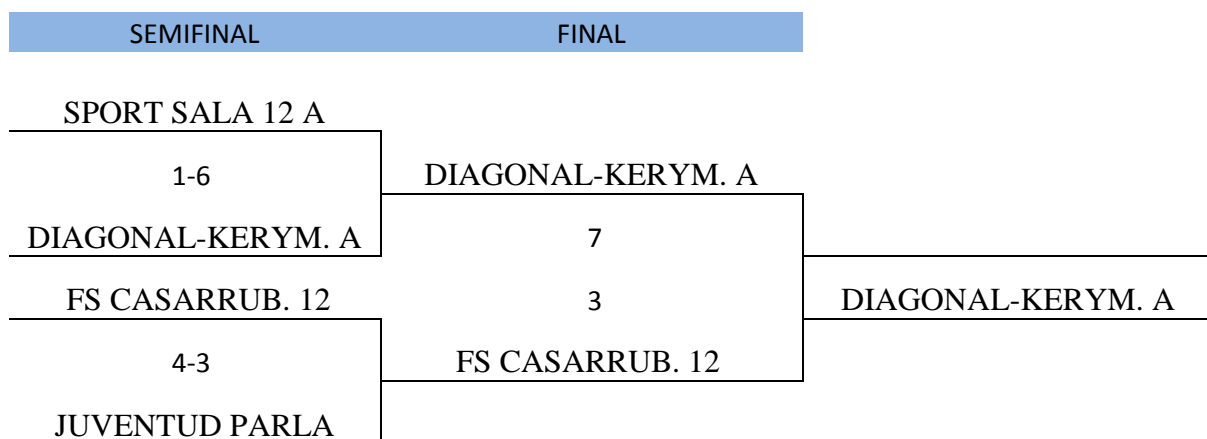 SEMIFINAL FINAL
SPORT SALA 12 A
1-6 DIAGONAL-KERYM. A
DIAGONAL-KERYM. A 7
FS CASARRUB. 12 3 DIAGONAL-KERYM. A
4-3 FS CASARRUB. 12
JUVENTUD PARLA